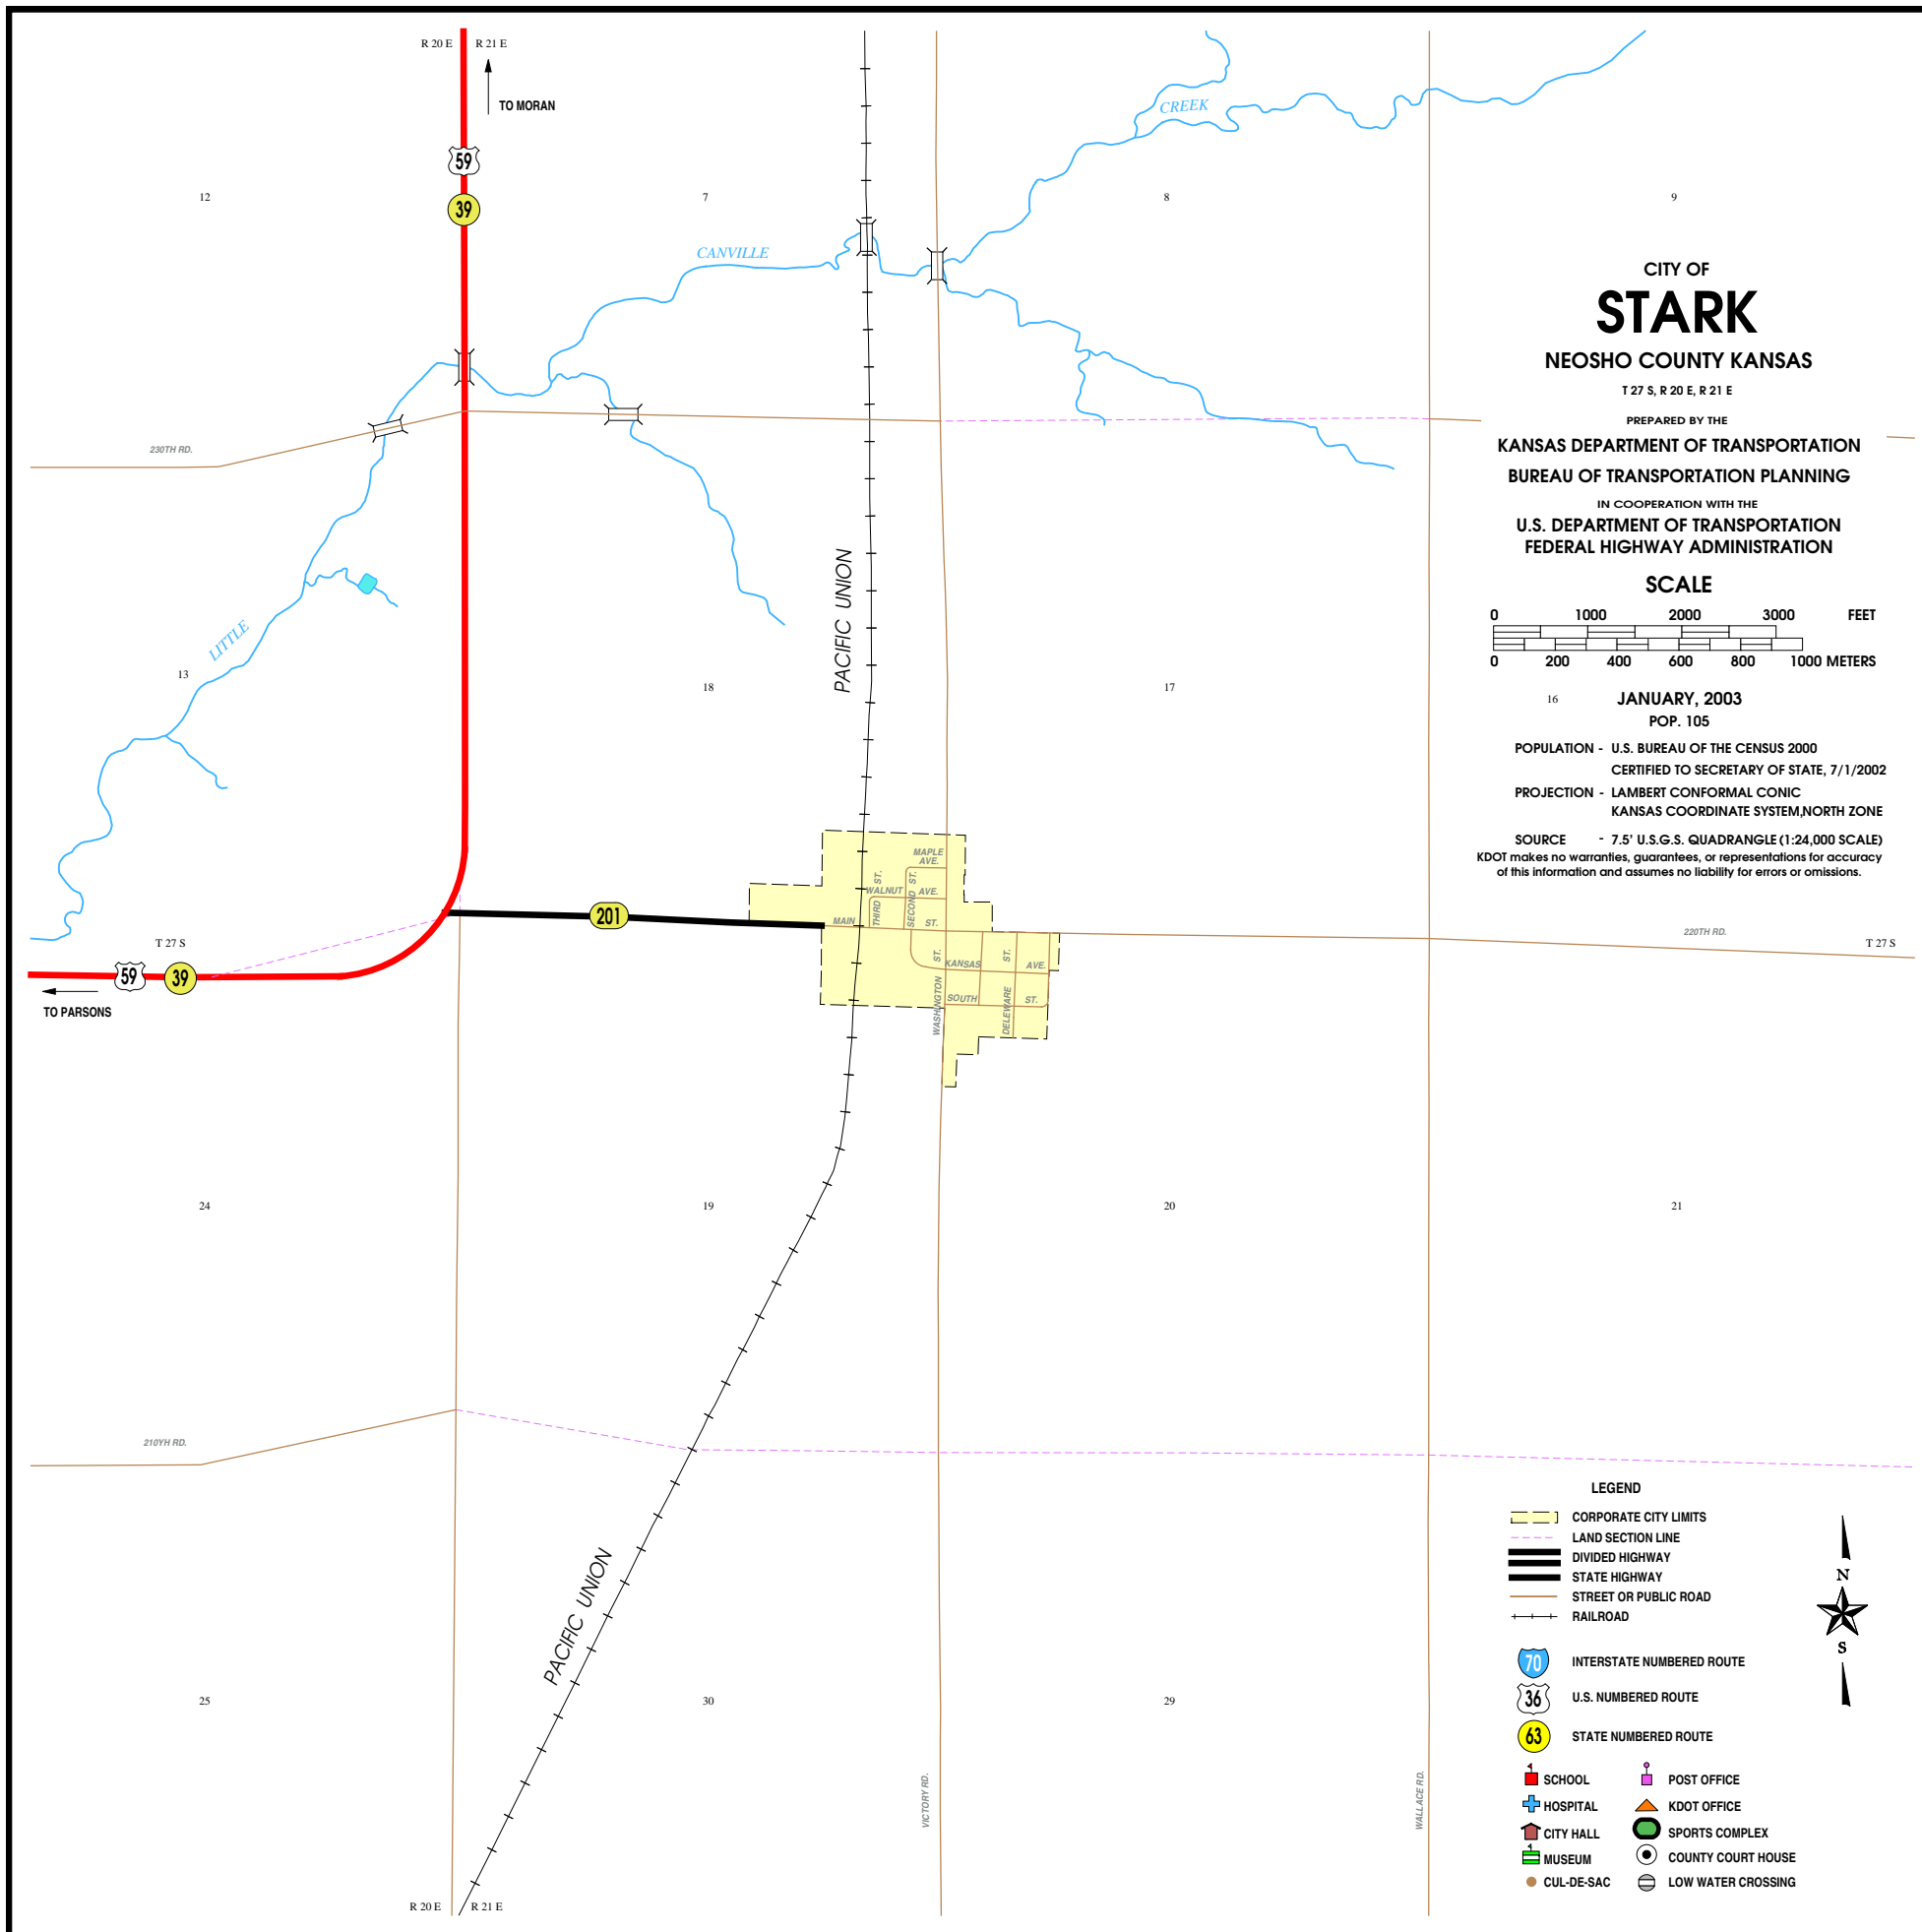 R 20 E
R 21 E
TO MORAN
59
39
12
7
8
9
CREEK
CANVILLE
LITTLE
230TH RD.
13
18
17
16
PACIFIC UNION
CITY OF
STARK
NEOSHO COUNTY KANSAS
T 27 S, R 20 E, R 21 E
PREPARED BY THE
KANSAS DEPARTMENT OF TRANSPORTATION
BUREAU OF TRANSPORTATION PLANNING
IN COOPERATION WITH THE
U.S. DEPARTMENT OF TRANSPORTATION
FEDERAL HIGHWAY ADMINISTRATION
SCALE
0 1000 2000 3000 FEET
0 200 400 600 800 1000 METERS
JANUARY, 2003
POP. 105
POPULATION - U.S. BUREAU OF THE CENSUS 2000
CERTIFIED TO SECRETARY OF STATE, 7/1/2002
PROJECTION - LAMBERT CONFORMAL CONIC
KANSAS COORDINATE SYSTEM,NORTH ZONE
SOURCE - 7.5' U.S.G.S. QUADRANGLE (1:24,000 SCALE)
KDOT makes no warranties, guarantees, or representations for accuracy
of this information and assumes no liability for errors or omissions.
MAPLE
AVE.
WALNUT AVE.
THIRD ST.
SECOND ST.
MAIN ST.
201
KANSAS AVE.
SOUTH ST.
WASHINGTON ST.
DELEWARE ST.
220TH RD.
T 27 S
T 27 S
59
39
TO PARSONS
24
19
20
21
210YH RD.
PACIFIC UNION
25
30
29
VICTORY RD.
WALLACE RD.
R 20 E
R 21 E
LEGEND
CORPORATE CITY LIMITS
LAND SECTION LINE
DIVIDED HIGHWAY
STATE HIGHWAY
STREET OR PUBLIC ROAD
RAILROAD
70 INTERSTATE NUMBERED ROUTE
36 U.S. NUMBERED ROUTE
63 STATE NUMBERED ROUTE
SCHOOL
POST OFFICE
HOSPITAL
KDOT OFFICE
CITY HALL
SPORTS COMPLEX
MUSEUM
COUNTY COURT HOUSE
CUL-DE-SAC
LOW WATER CROSSING
N
S